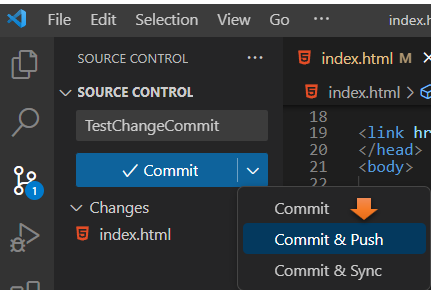 File Edit Selection View Go ··· index.h
SOURCE CONTROL ···
index.html M
SOURCE CONTROL
index.html >
TestChangeCommit
18
19 <link hr
20 </head>
21 <body>
22
Commit
Changes
index.html
1
Commit
Commit & Push
Commit & Sync